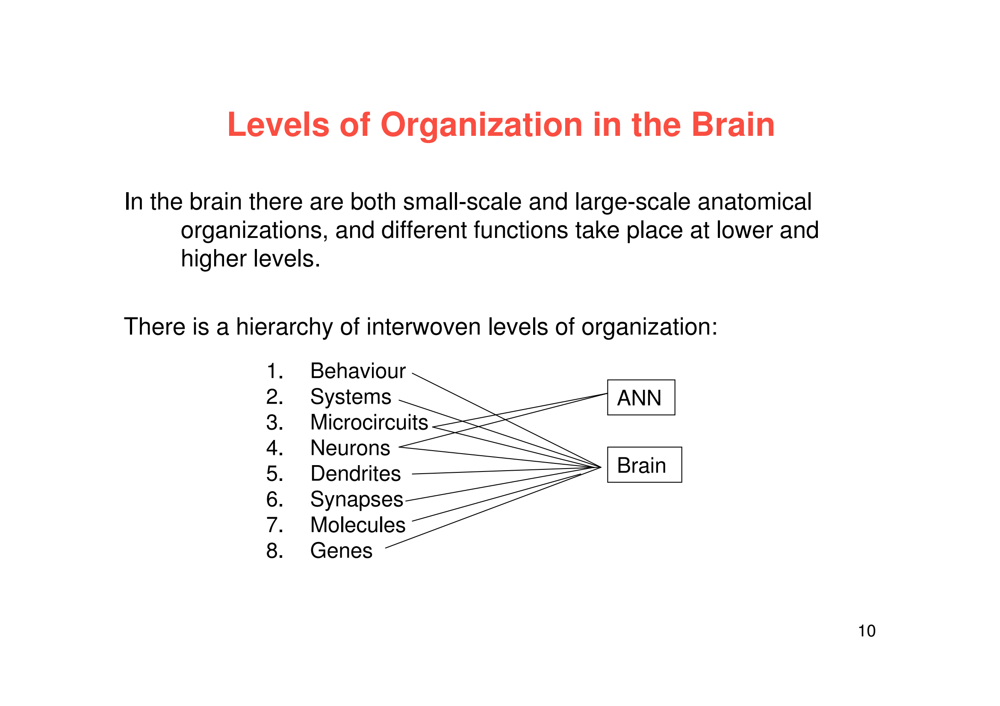 Levels of Organization in the Brain
In the brain there are both small-scale and large-scale anatomical
organizations, and different functions take place at lower and
higher levels.
There is a hierarchy of interwoven levels of organization:
1. Behaviour
2. Systems
3. Microcircuits
4. Neurons
5. Dendrites
6. Synapses
7. Molecules
8. Genes
ANN
Brain
10